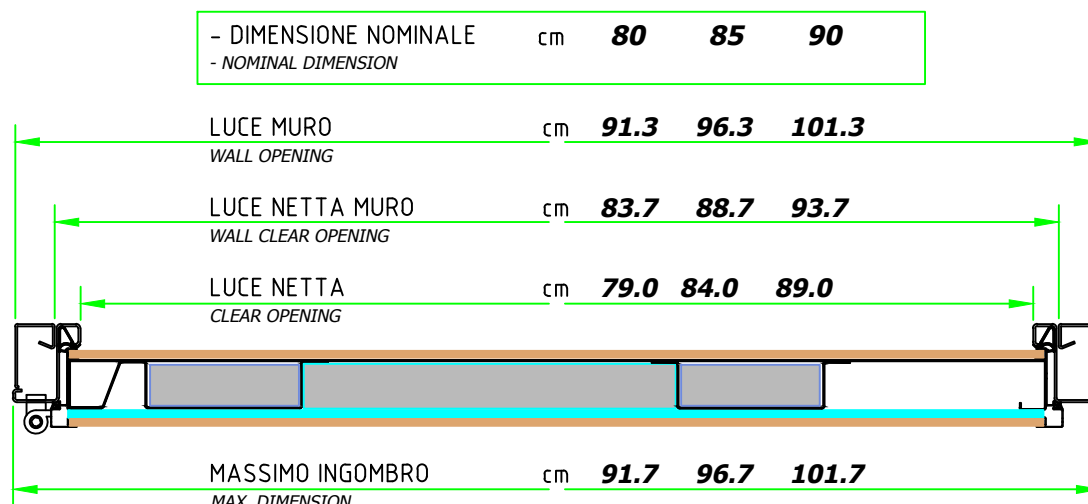 - DIMENSIONE NOMINALE cm 80 85 90
- NOMINAL DIMENSION
LUCE MURO cm 91.3 96.3 101.3
WALL OPENING
LUCE NETTA MURO cm 83.7 88.7 93.7
WALL CLEAR OPENING
LUCE NETTA cm 79.0 84.0 89.0
CLEAR OPENING
MASSIMO INGOMBRO cm 91.7 96.7 101.7
MAX. DIMENSION